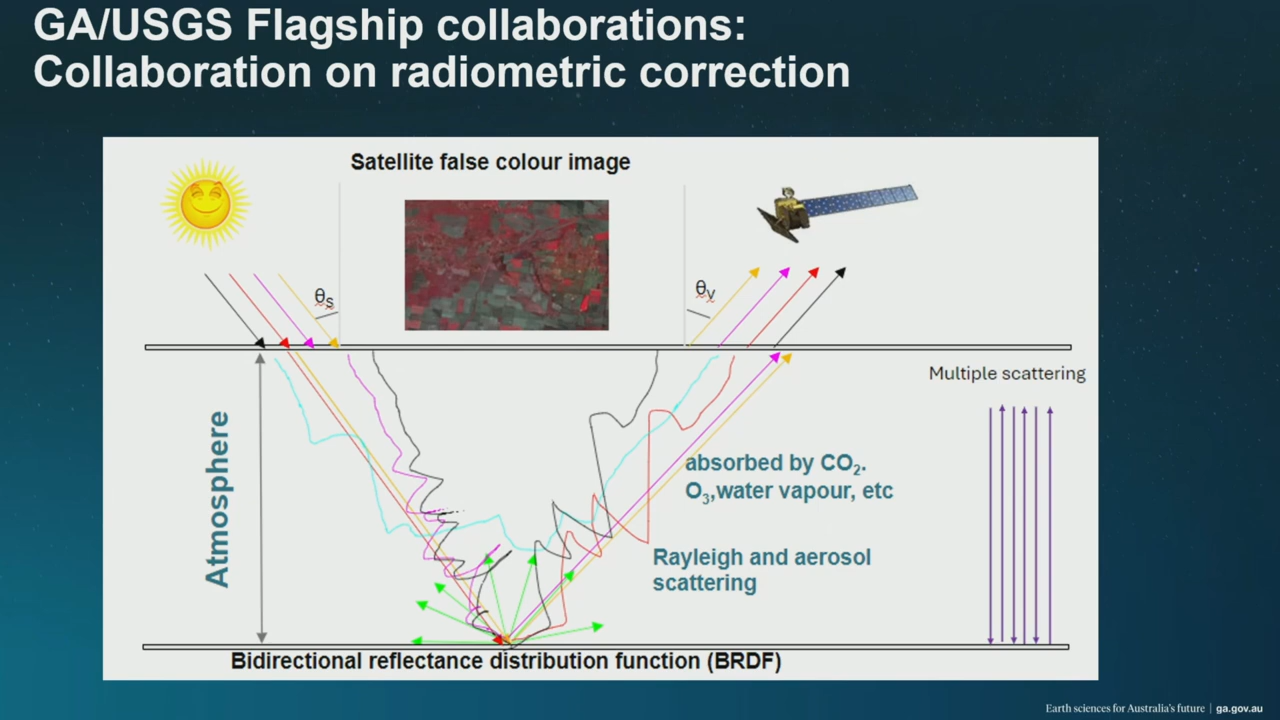 GA/USGS Flagship collaborations:
Collaboration on radiometric correction
Satellite false colour image
θs
θv
Multiple scattering
Atmosphere
absorbed by CO₂.
O₃,water vapour, etc
Rayleigh and aerosol
scattering
Bidirectional reflectance distribution function (BRDF)
Earth sciences for Australia's future | ga.gov.au